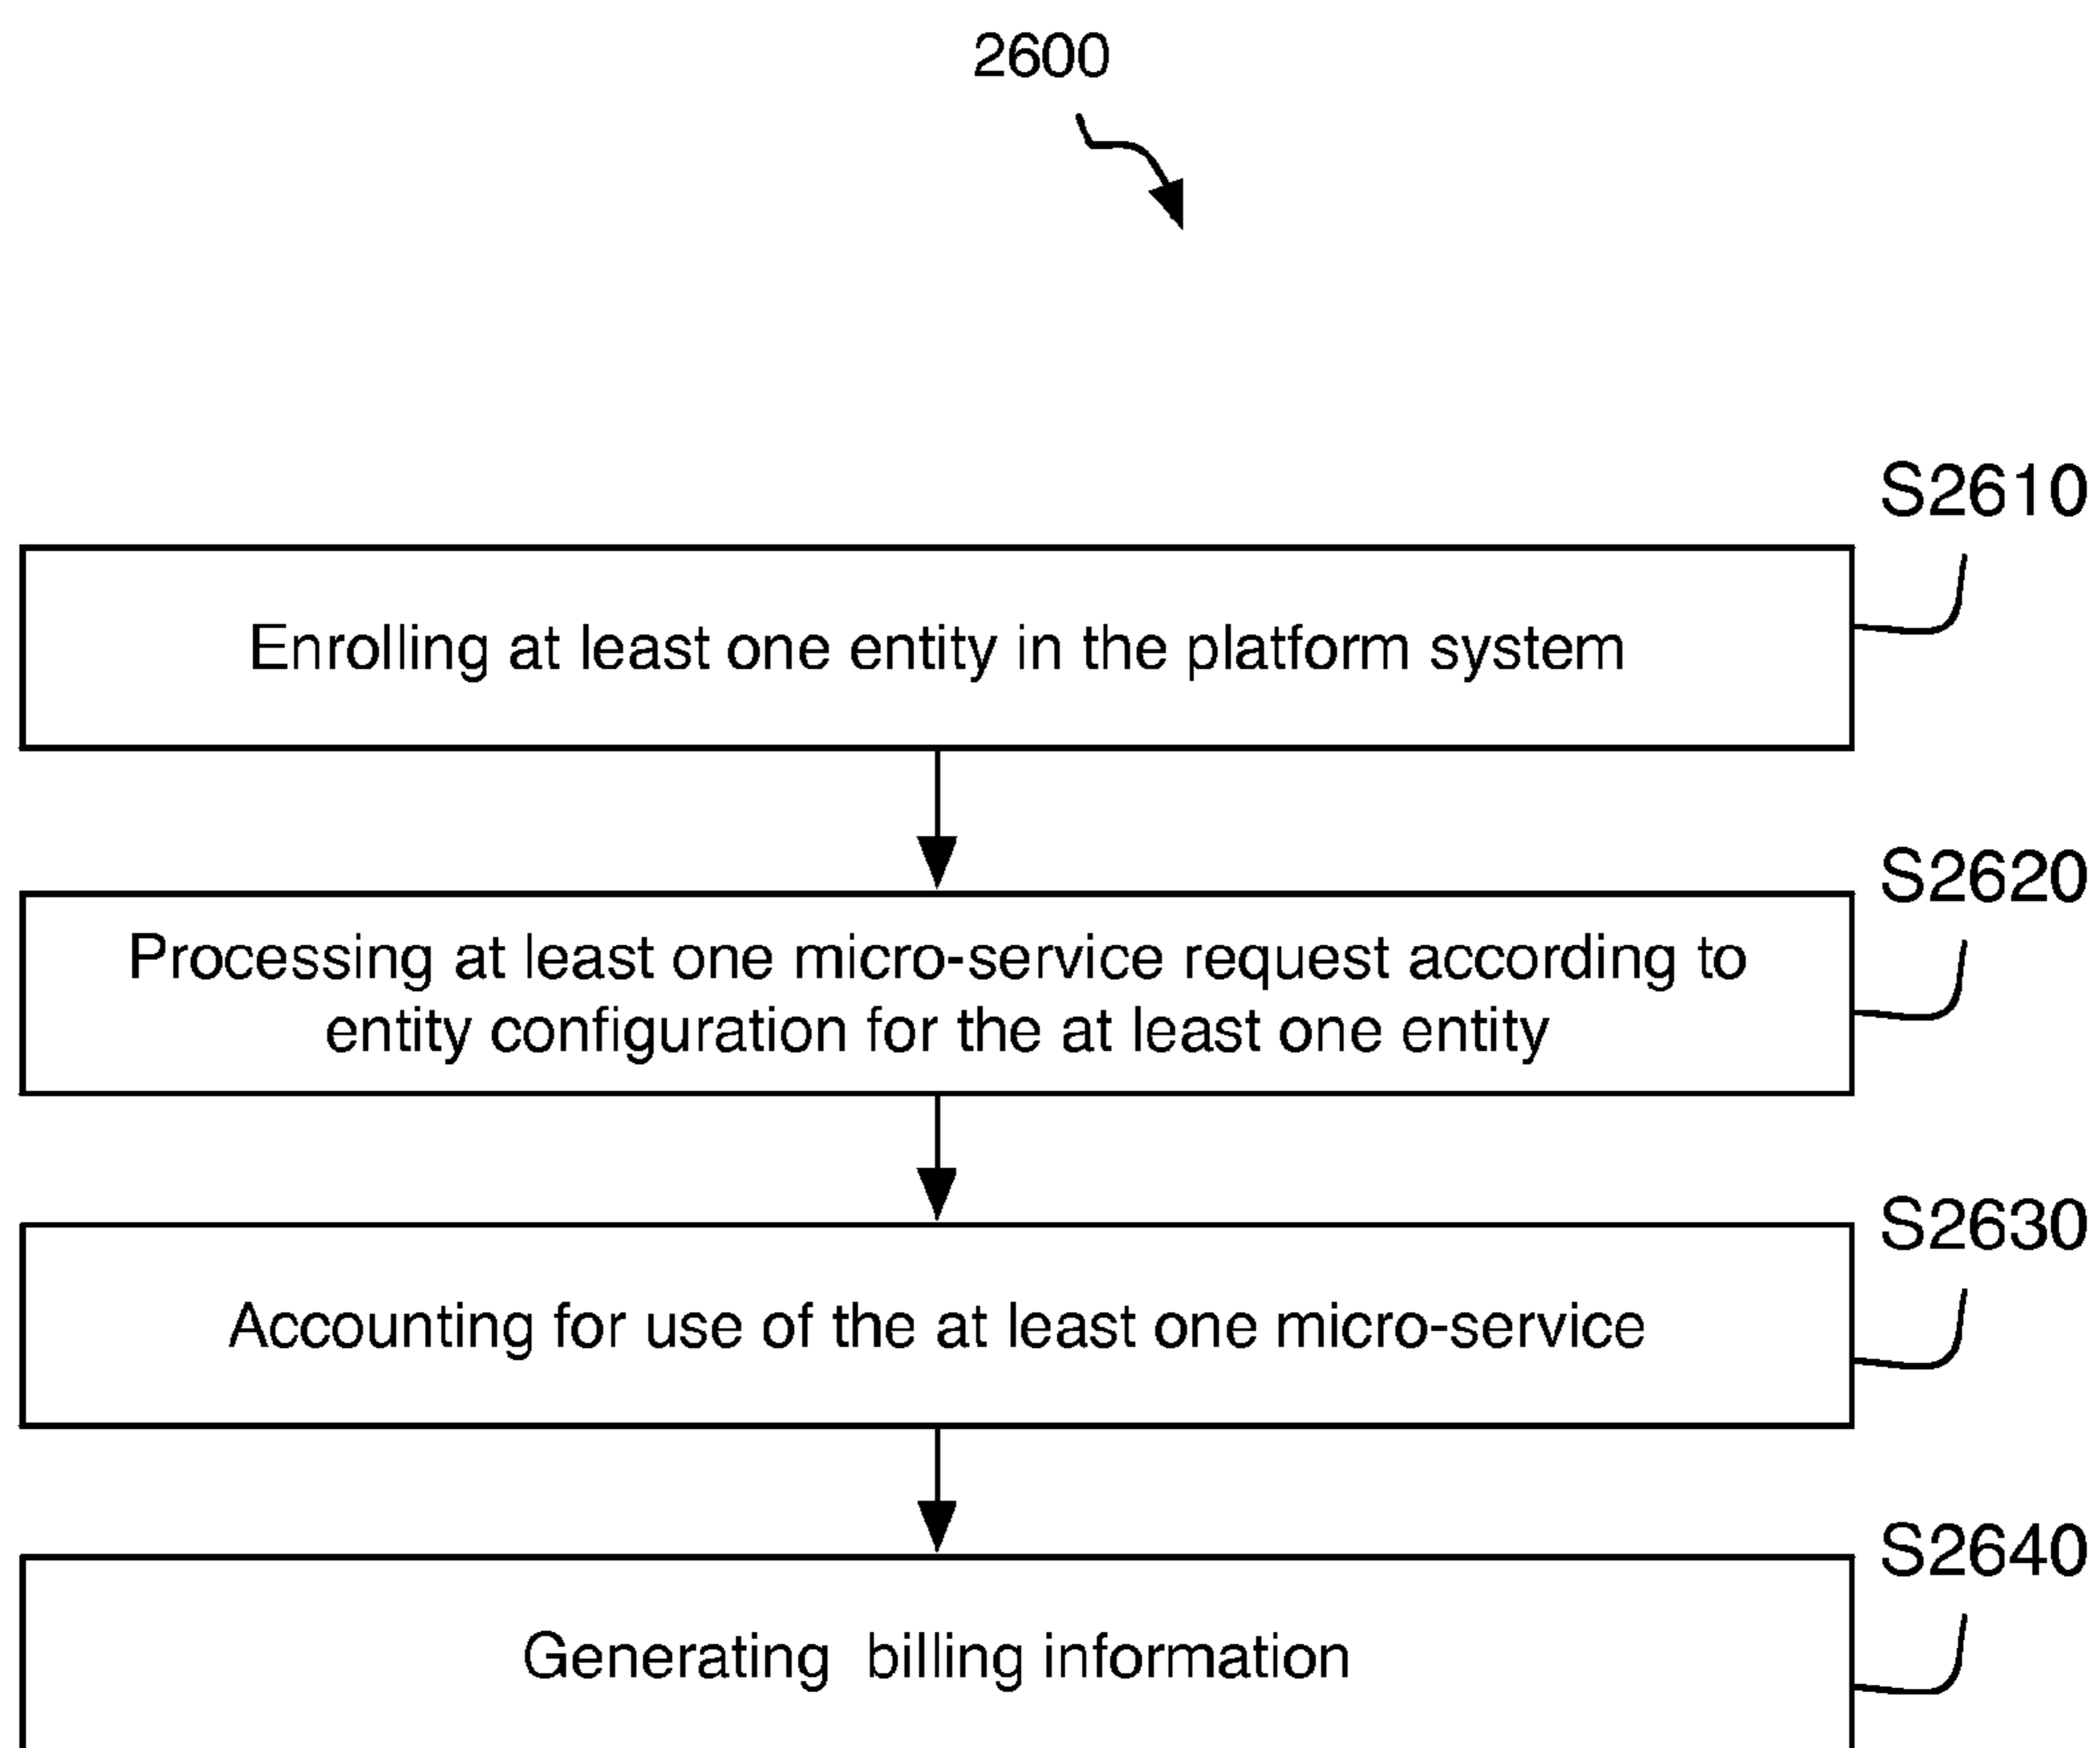 2600
S2610
Enrolling at least one entity in the platform system
S2620
Processing at least one micro-service request according to
entity configuration for the at least one entity
S2630
Accounting for use of the at least one micro-service
S2640
Generating billing information